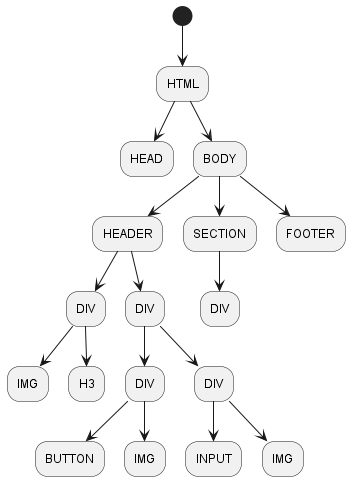 HTML
HEAD
BODY
HEADER
SECTION
FOOTER
DIV
DIV
DIV
IMG
H3
DIV
DIV
BUTTON
IMG
INPUT
IMG